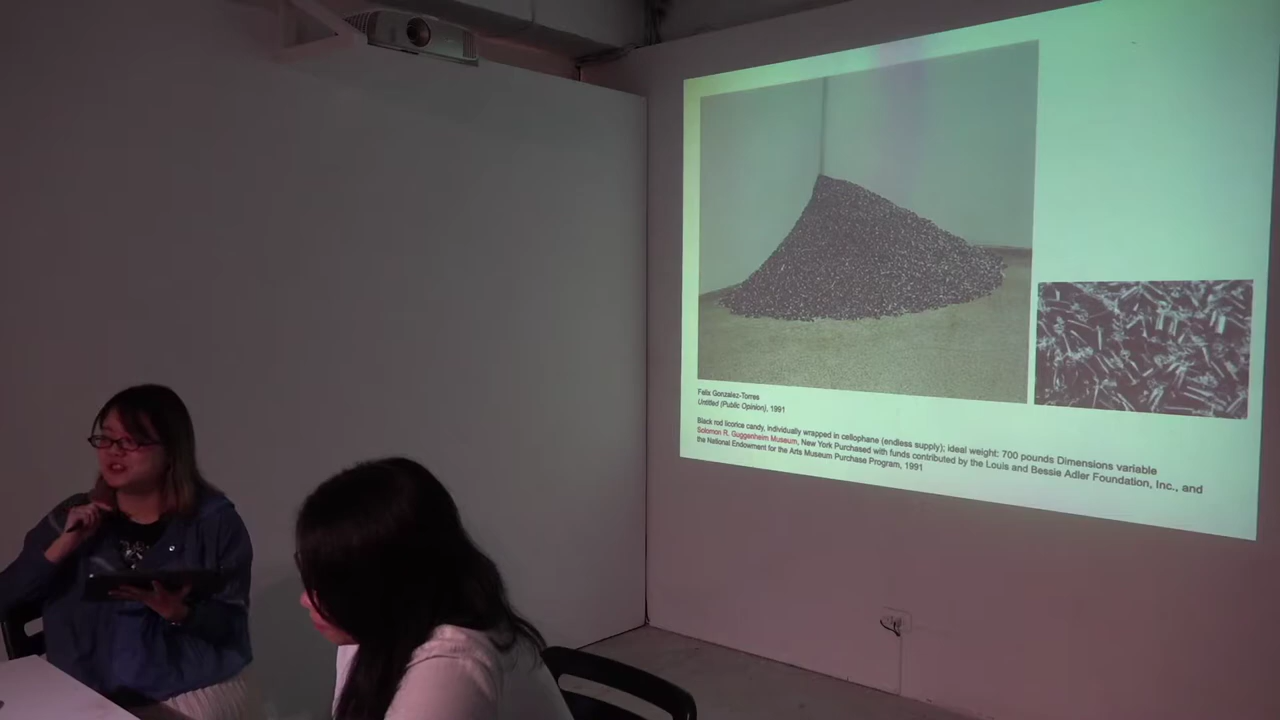 Felix Gonzalez-Torres
Untitled (Public Opinion), 1991
Black rod licorice candy, individually wrapped in cellophane (endless supply); ideal weight: 700 pounds Dimensions variable
Solomon R. Guggenheim Museum, New York Purchased with funds contributed by the Louis and Bessie Adler Foundation, Inc., and
the National Endowment for the Arts Museum Purchase Program, 1991